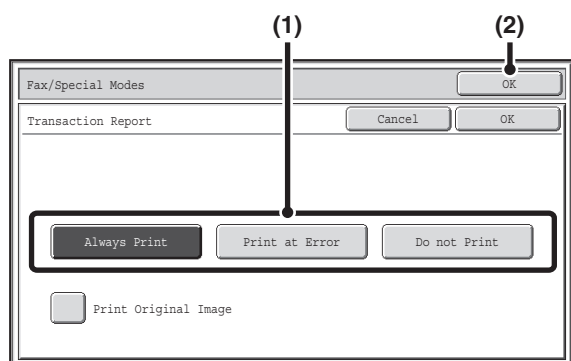 (1) (2)
Fax/Special Modes OK
Transaction Report Cancel OK
Always Print Print at Error Do not Print
Print Original Image